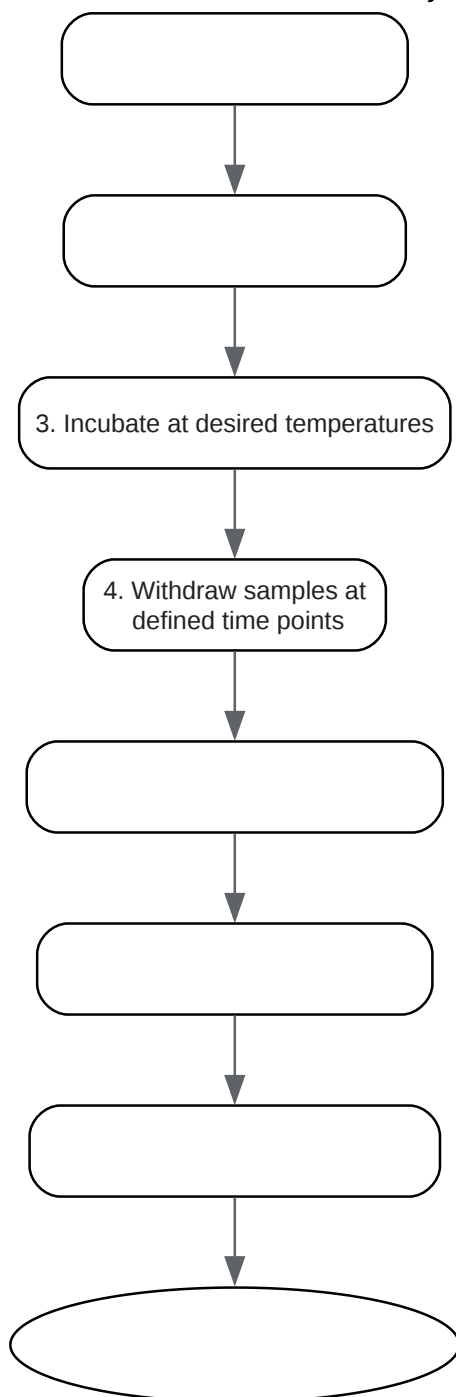 3. Incubate at desired temperatures
4. Withdraw samples at
defined time points